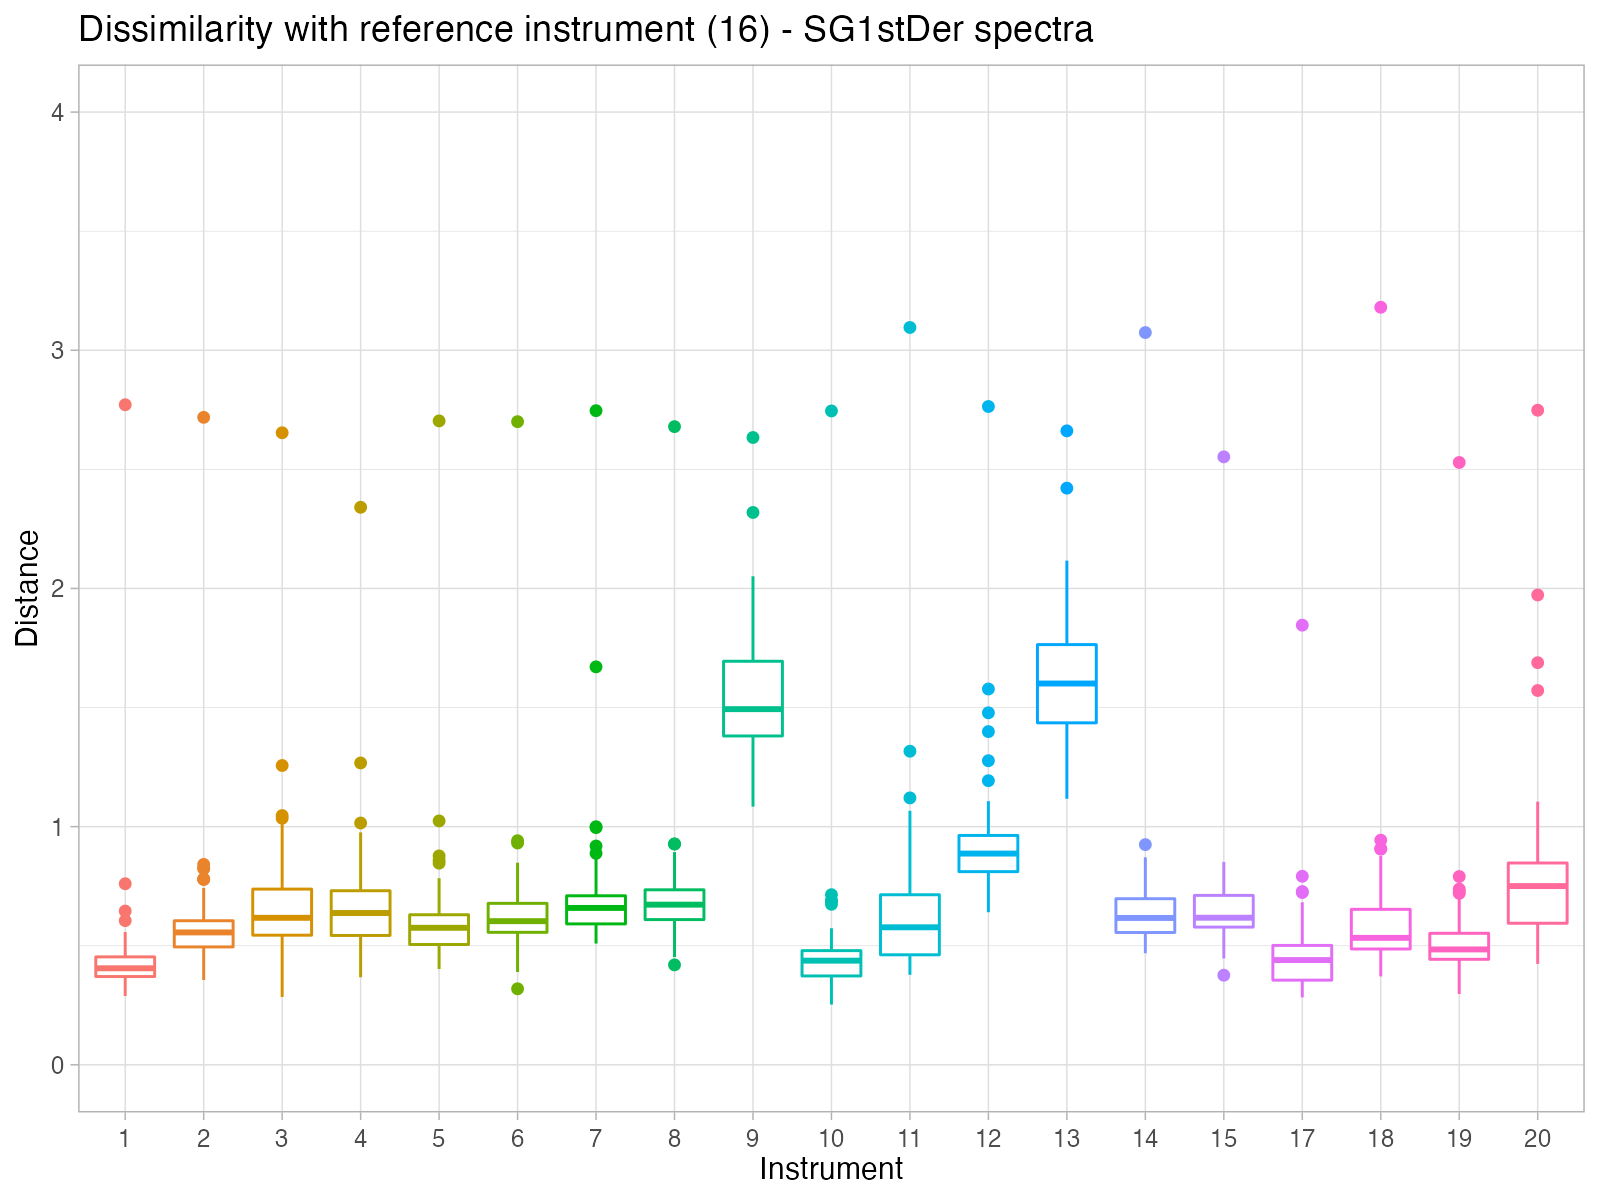 Dissimilarity with reference instrument (16) - SG1stDer spectra
4
3
2
1
0
Distance
1 2 3 4 5 6 7 8 9 10 11 12 13 14 15 17 18 19 20
Instrument